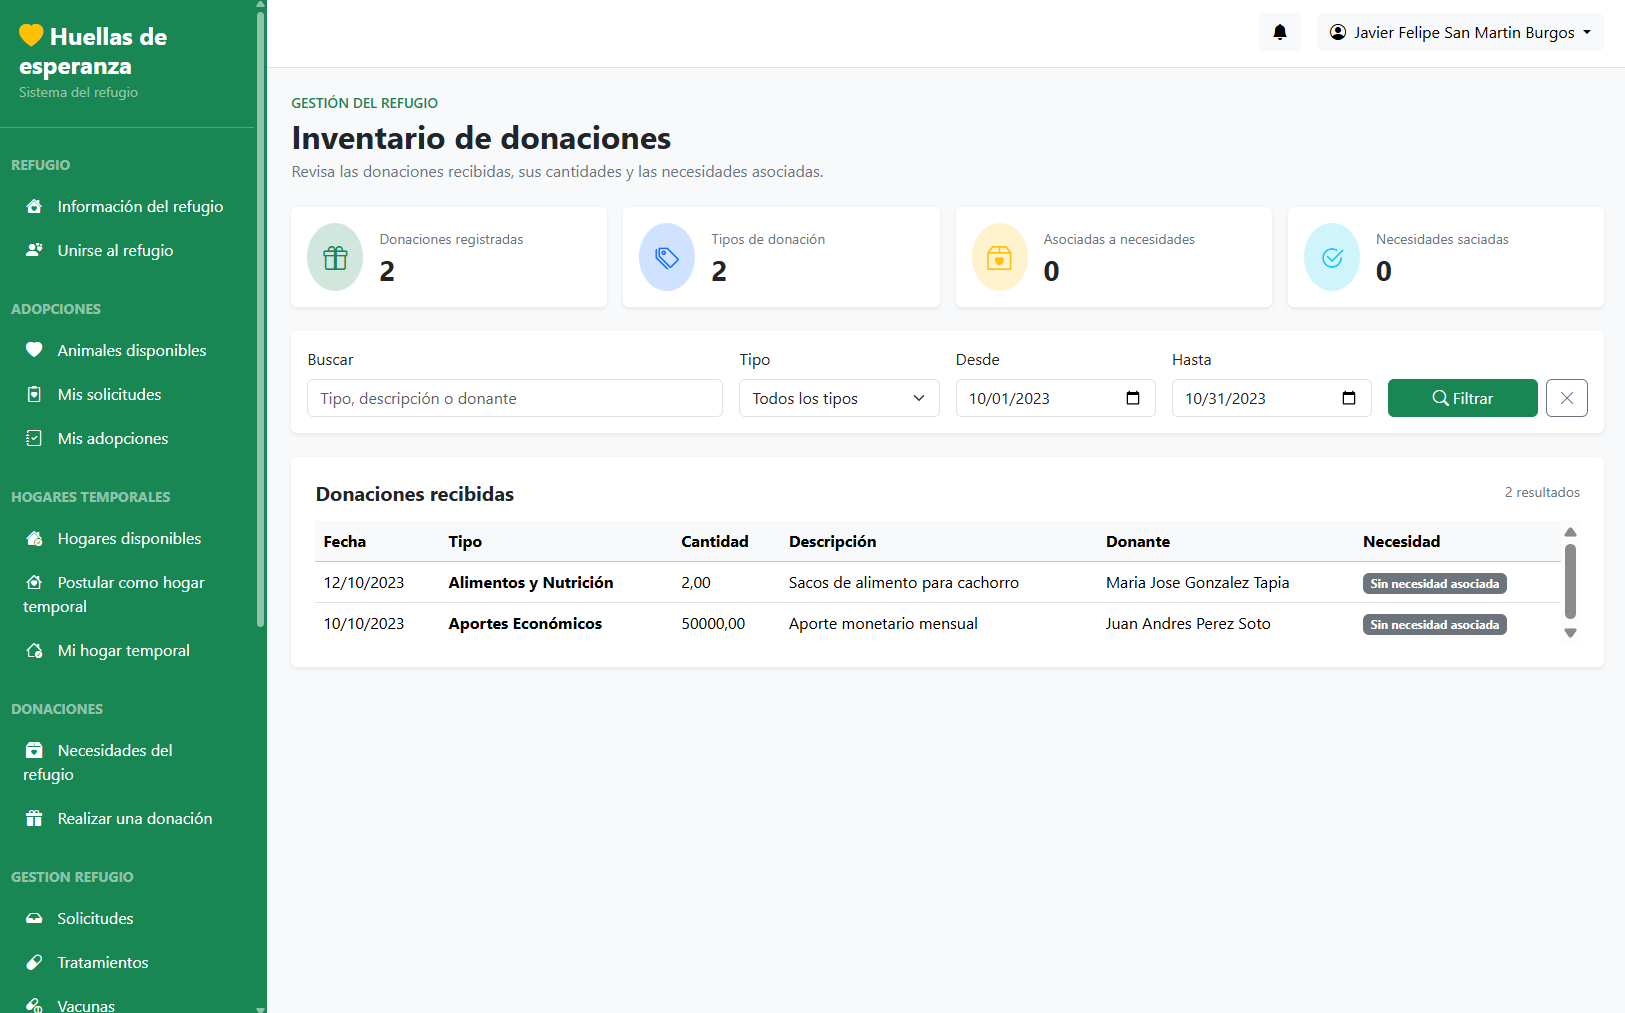 Huellas de
esperanza
Sistema del refugio
REFUGIO
Información del refugio
Unirse al refugio
ADOPCIONES
Animales disponibles
Mis solicitudes
Mis adopciones
HOGARES TEMPORALES
Hogares disponibles
Postular como hogar
temporal
Mi hogar temporal
DONACIONES
Necesidades del
refugio
Realizar una donación
GESTION REFUGIO
Solicitudes
Tratamientos
Vacunas
Javier Felipe San Martin Burgos
GESTIÓN DEL REFUGIO
Inventario de donaciones
Revisa las donaciones recibidas, sus cantidades y las necesidades asociadas.
Donaciones registradas
2
Tipos de donación
2
Asociadas a necesidades
0
Necesidades saciadas
0
Buscar Tipo Desde Hasta
Tipo, descripción o donante Todos los tipos 10/01/2023 10/31/2023 Filtrar
Donaciones recibidas 2 resultados
Fecha Tipo Cantidad Descripción Donante Necesidad
12/10/2023 Alimentos y Nutrición 2,00 Sacos de alimento para cachorro Maria Jose Gonzalez Tapia Sin necesidad asociada
10/10/2023 Aportes Económicos 50000,00 Aporte monetario mensual Juan Andres Perez Soto Sin necesidad asociada